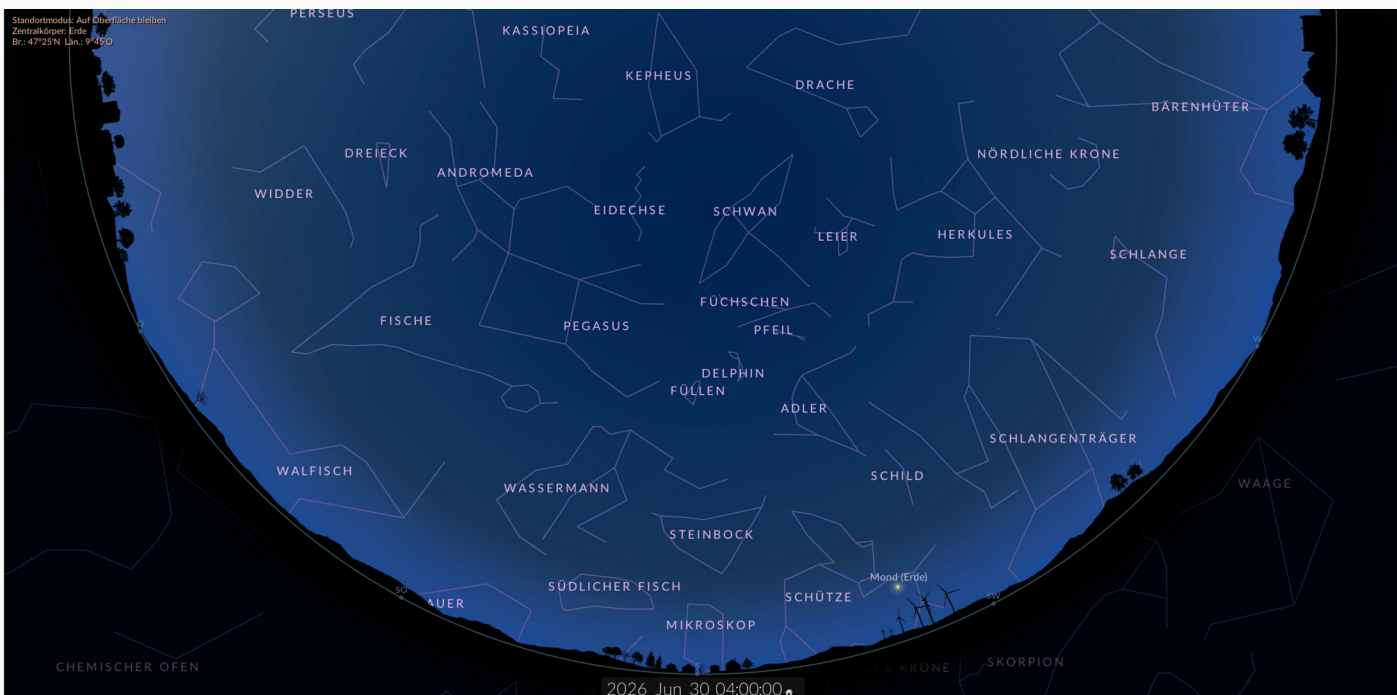 Standortmodus: Auf Oberfläche bleiben
Zentralkörper: Erde
Br.: 47°25'N Län.: 9°45'O
PERSEUS
KASSIOPEIA
KEPHEUS
DRACHE
BÄRENHÜTER
DREIECK
NÖRDLICHE KRONE
ANDROMEDA
WIDDER
EIDECHSE
SCHWAN
LEIER
HERKULES
SCHLANGE
FÜCHSCHEN
FISCHE
PEGASUS
PFEIL
O
W
DELPHIN
FÜLLEN
ADLER
SCHLANGENTRÄGER
WALFISCH
SCHILD
WAAGE
WASSERMANN
STEINBOCK
Mond (Erde)
SÜDLICHER FISCH
SO
SCHÜTZE
SW
AUER
MIKROSKOP
CHEMISCHER OFEN
S
KRONE
SKORPION
2026 Jun 30 04:00:00